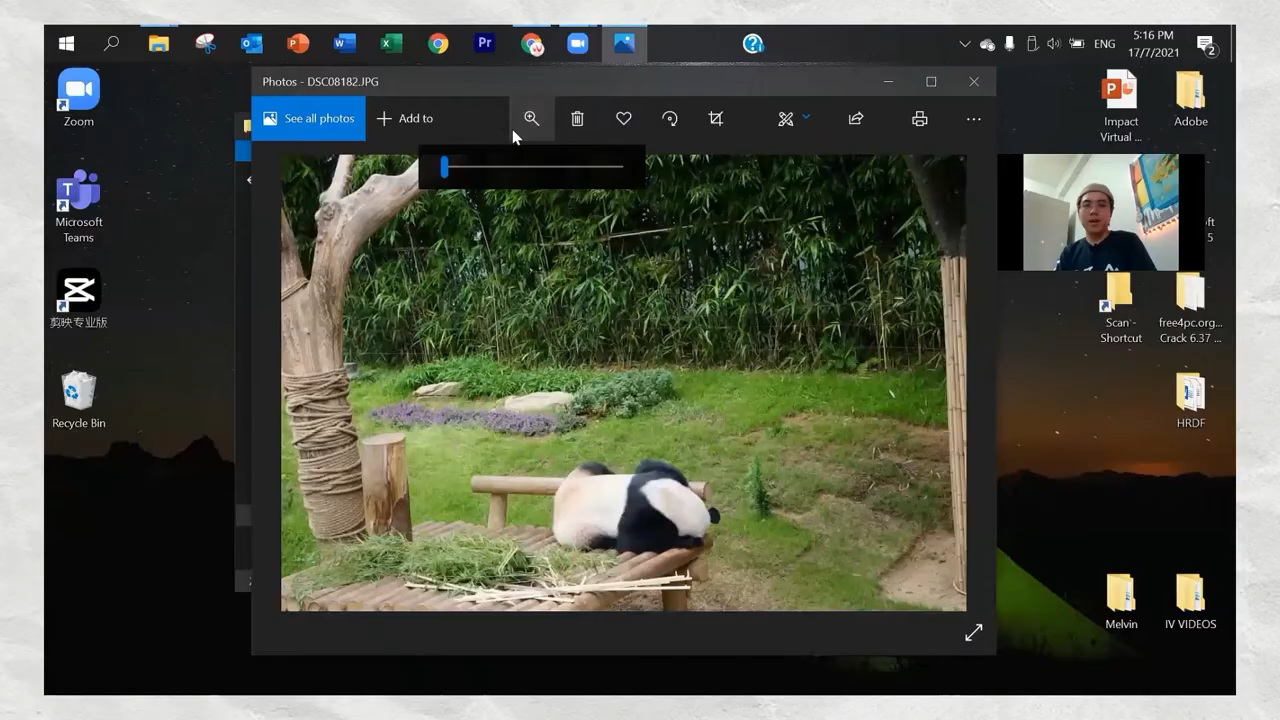 5:16 PM
ENG
17/7/2021
2
Photos - DSC08182.JPG
See all photos
Add to
Zoom
Microsoft
Teams
剪映专业版
Recycle Bin
Impact
Virtual ...
Adobe
5
Scan -
Shortcut
free4pc.org...
Crack 6.37 ...
HRDF
Melvin
IV VIDEOS
Pr